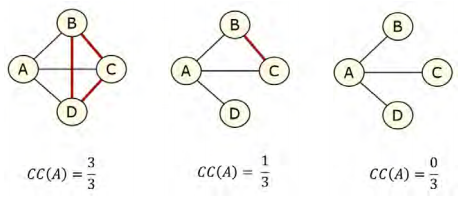 B
A
C
D
CC(A) = 3/3
B
A
C
D
CC(A) = 1/3
B
A
C
D
CC(A) = 0/3